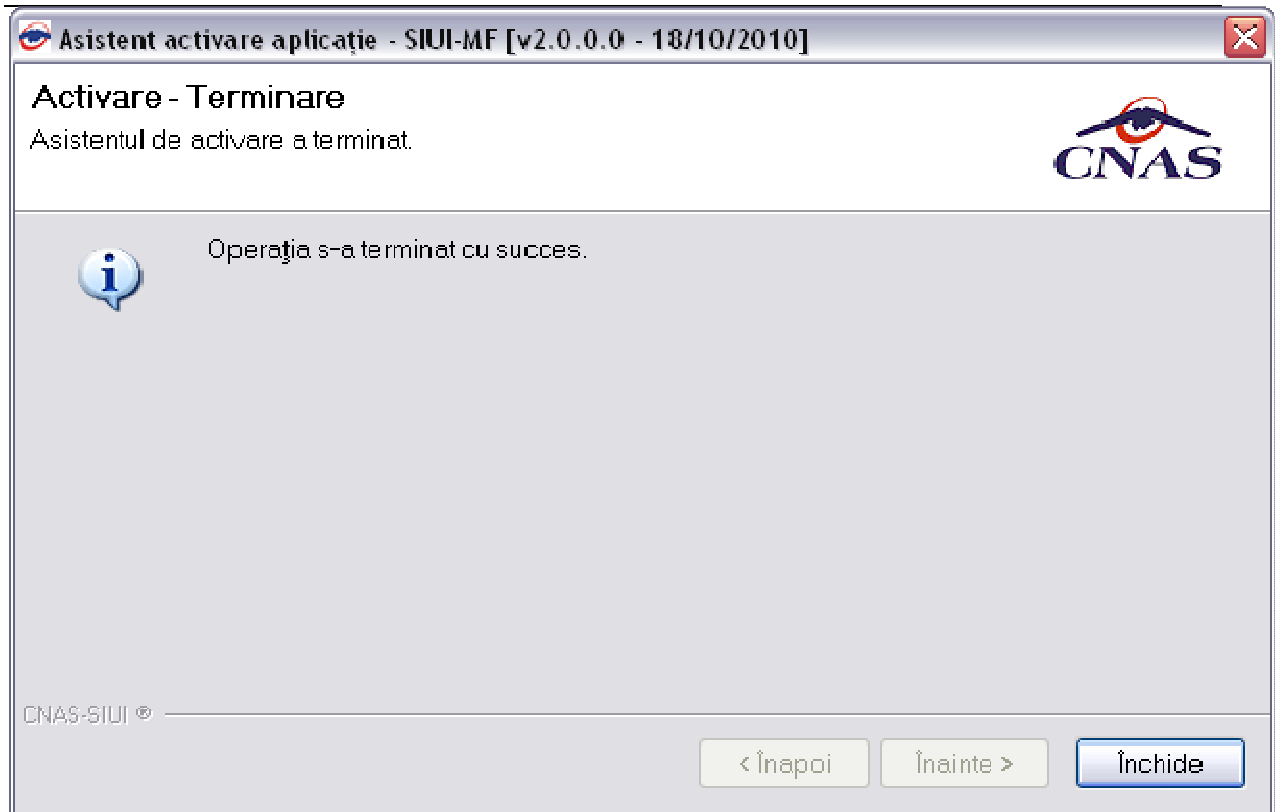 Asistent activare aplicație - SIUI-MF [v2.0.0.0 - 18/10/2010]
Activare - Terminare
Asistentul de activare a terminat.
CNAS
Operaţia s-a terminat cu succes.
CNAS-SIUI ®
< Înapoi
Înainte >
Închide